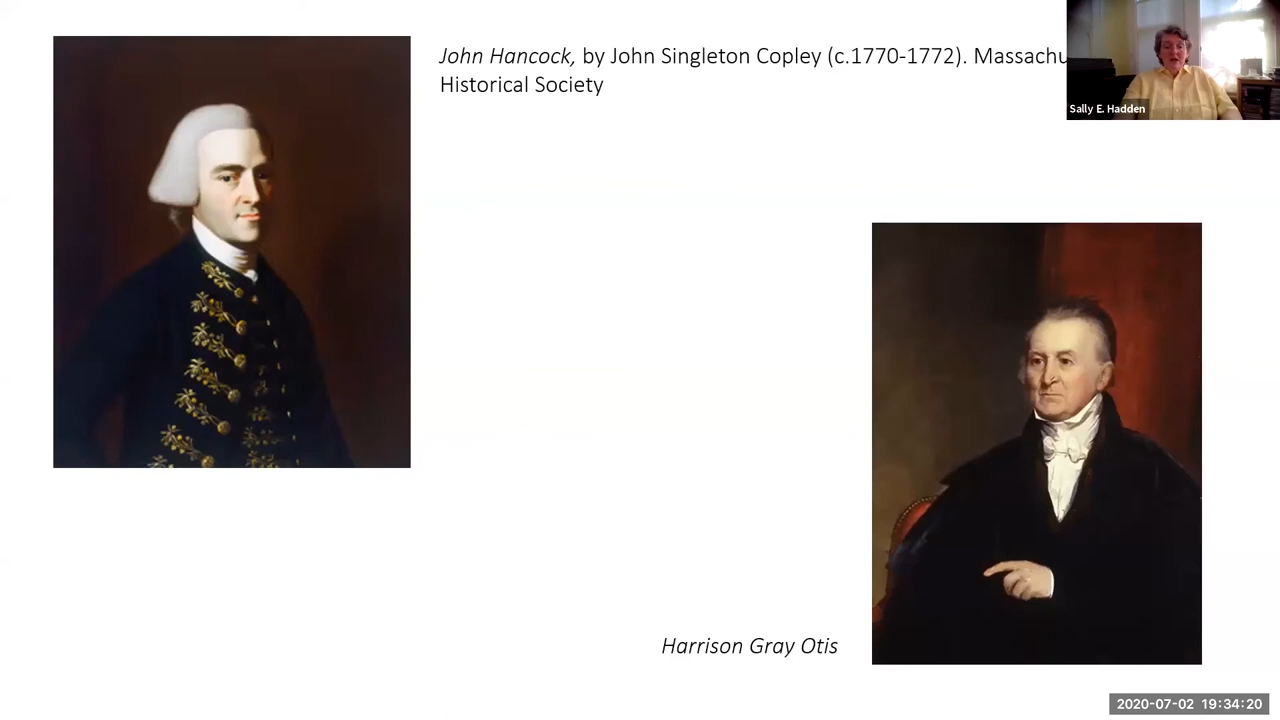 John Hancock, by John Singleton Copley (c.1770-1772). Massachu
Historical Society
Sally E. Hadden
Harrison Gray Otis
2020-07-02 19:34:20